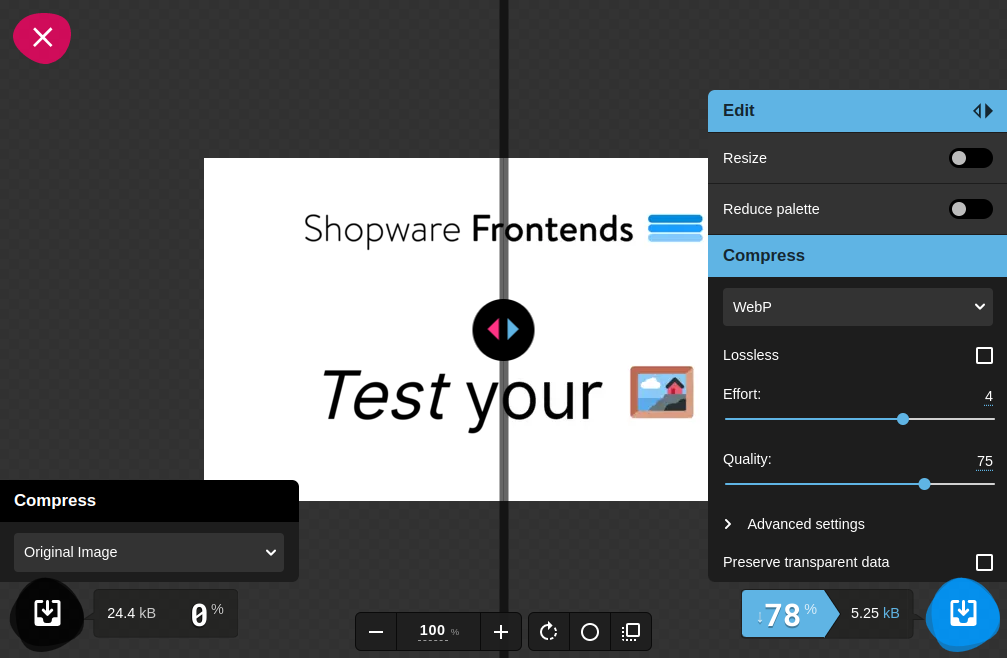 Edit
Resize
Reduce palette
Compress
WebP
Lossless
Effort: 4
Quality: 75
Advanced settings
Preserve transparent data
Shopware Frontends
Test your
Compress
Original Image
24.4 kB 0 %
100 %
↓78 % 5.25 kB